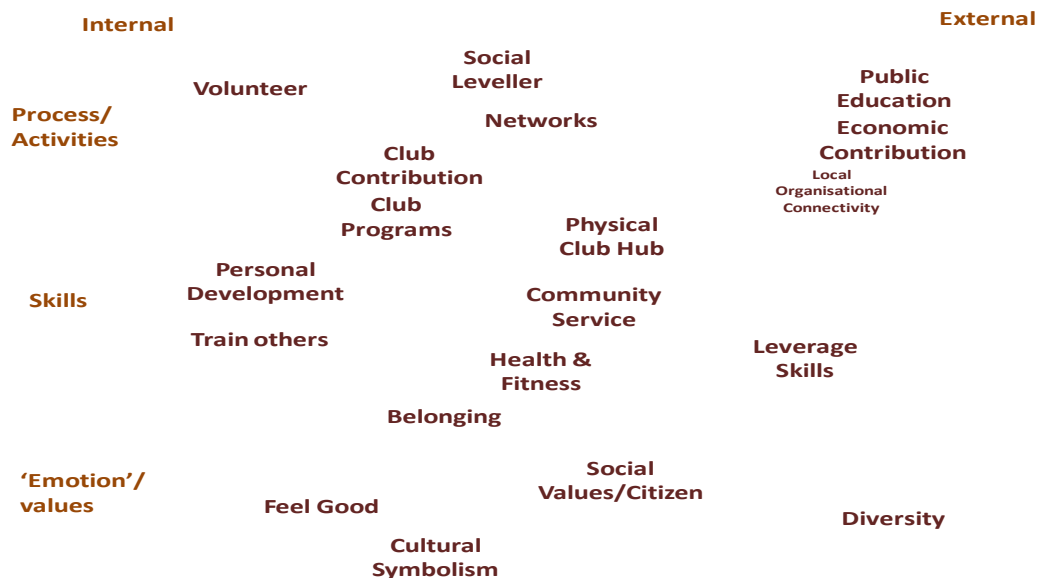 Internal
External
Social
Leveller
Volunteer
Public
Education
Process/
Activities
Networks
Economic
Contribution
Club
Contribution
Local
Organisational
Connectivity
Club
Programs
Physical
Club Hub
Personal
Development
Skills
Community
Service
Train others
Health &
Fitness
Leverage
Skills
Belonging
‘Emotion’/
values
Social
Values/Citizen
Feel Good
Diversity
Cultural
Symbolism